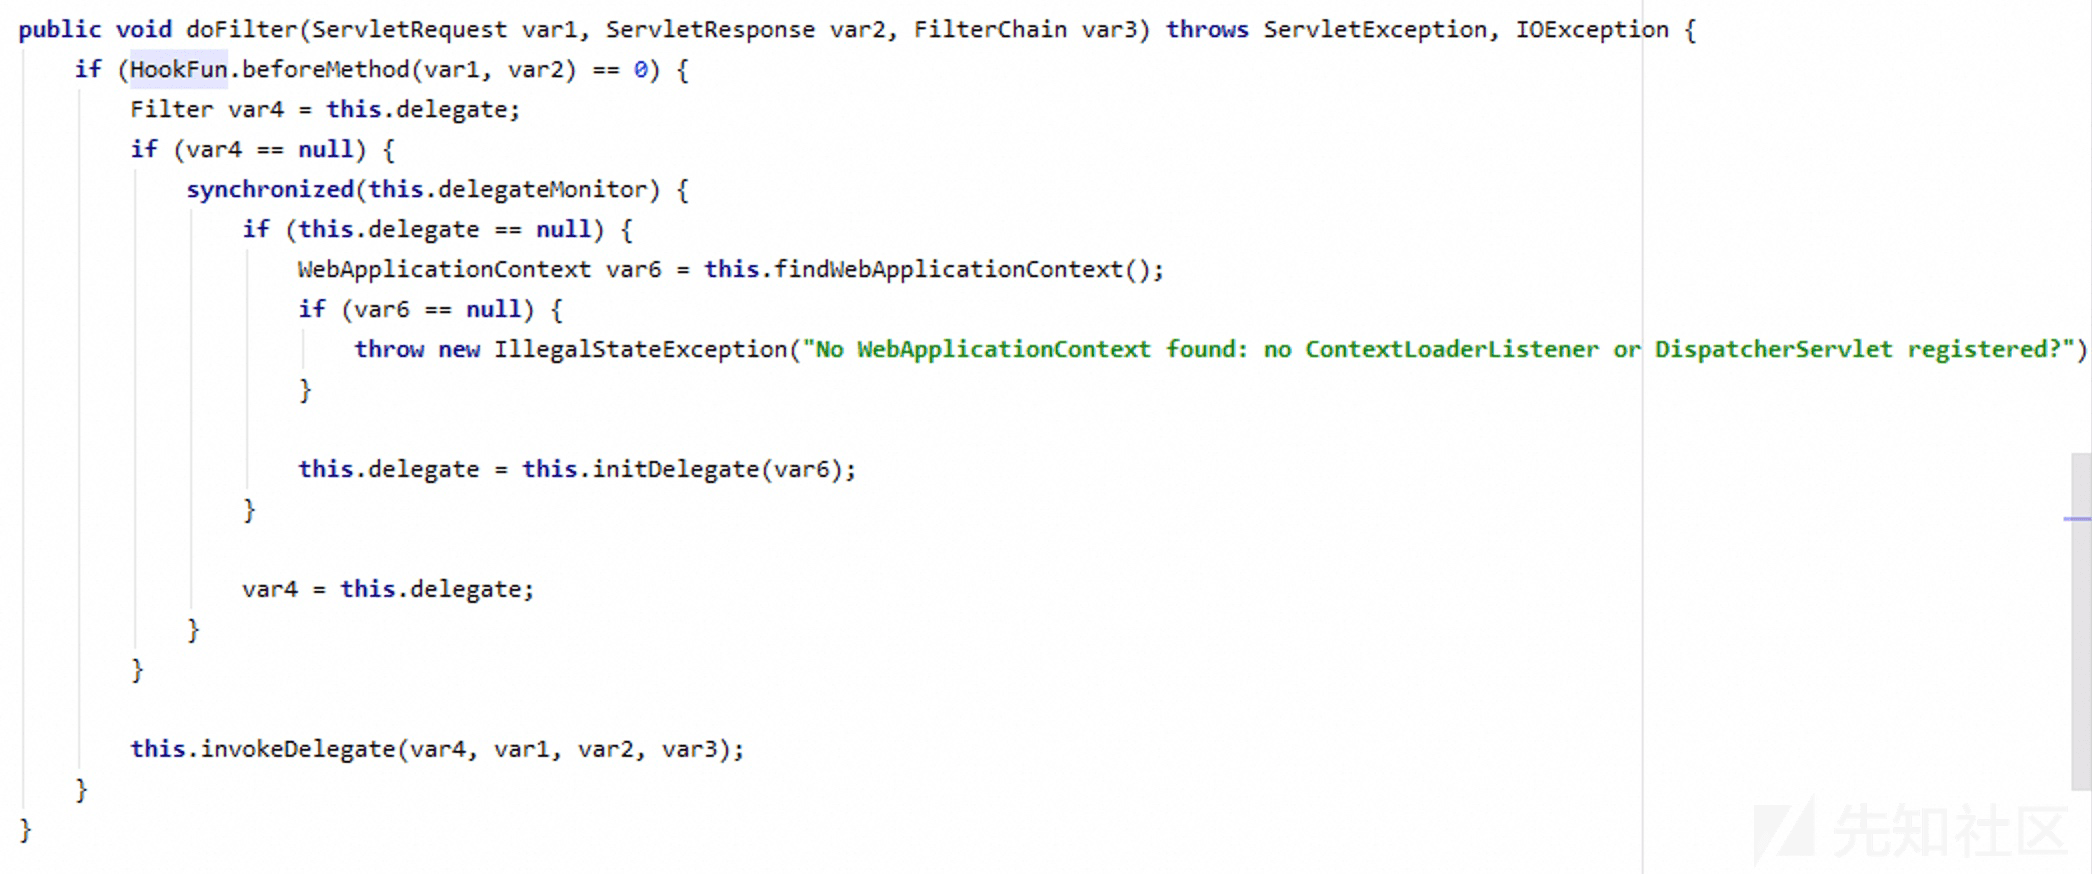 public void doFilter(ServletRequest var1, ServletResponse var2, FilterChain var3) throws ServletException, IOException {
    if (HookFun.beforeMethod(var1, var2) == 0) {
        Filter var4 = this.delegate;
        if (var4 == null) {
            synchronized(this.delegateMonitor) {
                if (this.delegate == null) {
                    WebApplicationContext var6 = this.findWebApplicationContext();
                    if (var6 == null) {
                        throw new IllegalStateException("No WebApplicationContext found: no ContextLoaderListener or DispatcherServlet registered?")
                    }

                    this.delegate = this.initDelegate(var6);
                }

                var4 = this.delegate;
            }
        }

        this.invokeDelegate(var4, var1, var2, var3);
    }
}
先知社区